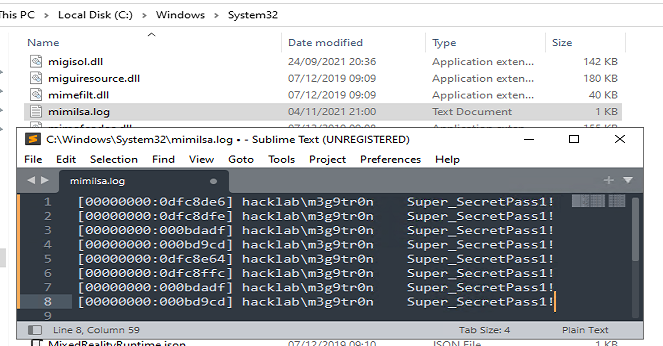 This PC > Local Disk (C:) > Windows > System32
Name Date modified Type Size
migisol.dll 24/09/2021 20:36 Application exten... 142 KB
miguiresource.dll 07/12/2019 09:09 Application exten... 180 KB
mimefilt.dll 07/12/2019 09:09 Application exten... 40 KB
mimilsa.log 04/11/2021 21:00 Text Document 1 KB
C:\Windows\System32\mimilsa.log • - Sublime Text (UNREGISTERED)
File Edit Selection Find View Goto Tools Project Preferences Help
mimilsa.log
1 [00000000:0dfc8de6] hacklab\m3g9tr0n Super_SecretPass1!
2 [00000000:0dfc8dfe] hacklab\m3g9tr0n Super_SecretPass1!
3 [00000000:000bdadf] hacklab\m3g9tr0n Super_SecretPass1!
4 [00000000:000bd9cd] hacklab\m3g9tr0n Super_SecretPass1!
5 [00000000:0dfc8e64] hacklab\m3g9tr0n Super_SecretPass1!
6 [00000000:0dfc8ffc] hacklab\m3g9tr0n Super_SecretPass1!
7 [00000000:000bdadf] hacklab\m3g9tr0n Super_SecretPass1!
8 [00000000:000bd9cd] hacklab\m3g9tr0n Super_SecretPass1!
9
Line 8, Column 59 Tab Size: 4 Plain Text
MixedRealityRuntime.json 07/12/2019 09:10 JSON File 1 KB